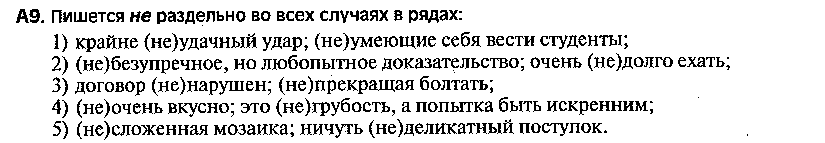 А9. Пишется не раздельно во всех случаях в рядах:
1) крайне (не)удачный удар; (не)умеющие себя вести студенты;
2) (не)безупречное, но любопытное доказательство; очень (не)долго ехать;
3) договор (не)нарушен; (не)прекращая болтать;
4) (не)очень вкусно; это (не)грубость, а попытка быть искренним;
5) (не)сложенная мозаика; ничуть (не)деликатный поступок.